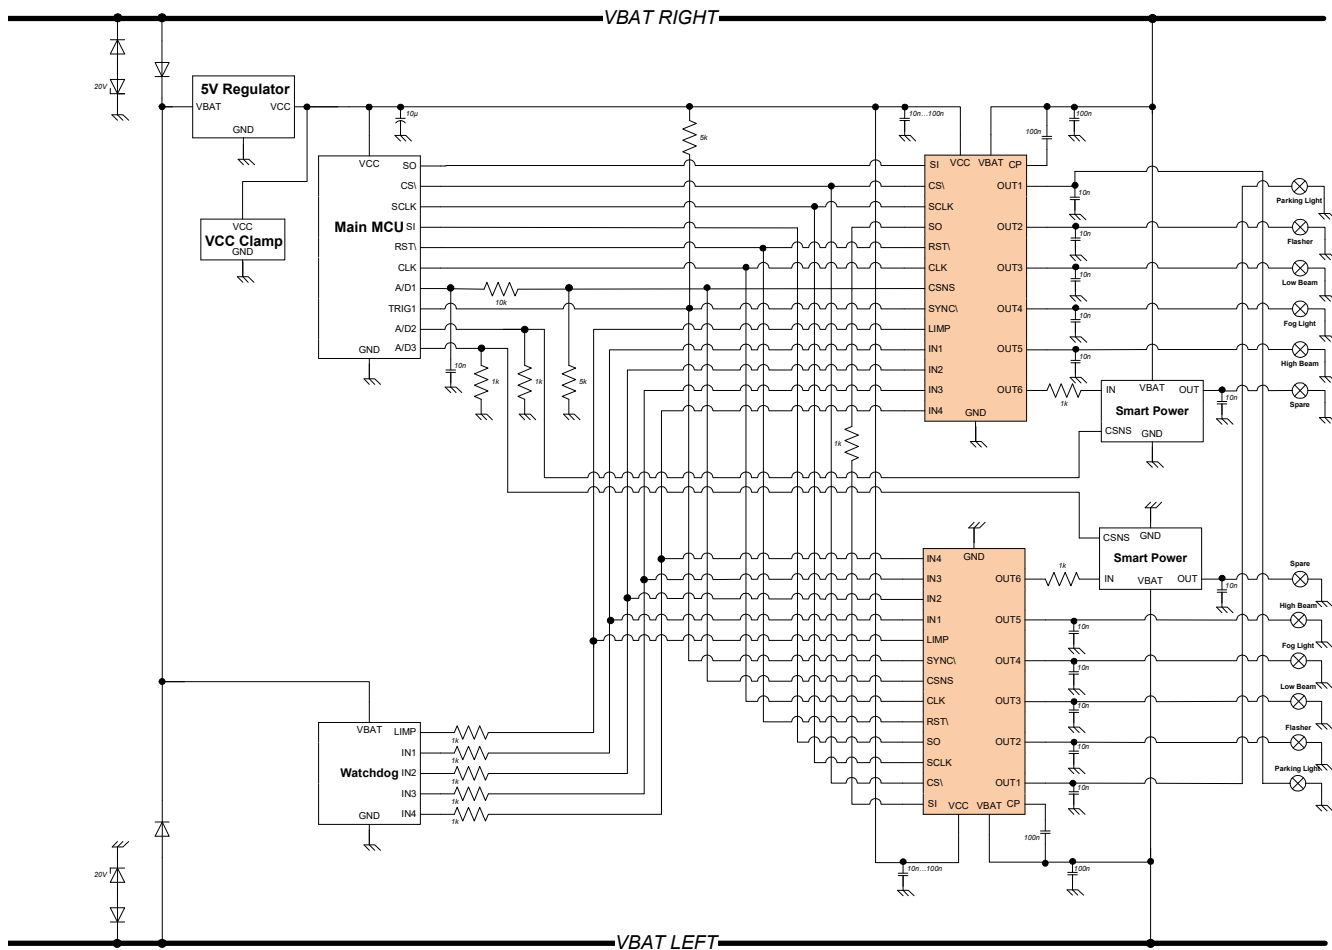 VBAT RIGHT
20V
5V Regulator
VBAT
VCC
GND
VCC
VCC Clamp
GND
10µ
5k
10n...100n
100n
100n
VCC
Main MCU
SO
CS\
SCLK
SI
RST\
CLK
A/D1
TRIG1
A/D2
A/D3
GND
10k
10n
1k
1k
5k
VCC
VBAT
CP
SI
CS\
SCLK
SO
RST\
CLK
CSNS
SYNC\
LIMP
IN1
IN2
IN3
IN4
GND
OUT1
OUT2
OUT3
OUT4
OUT5
OUT6
10n
10n
10n
10n
10n
1k
IN
VBAT
OUT
Smart Power
CSNS
GND
10n
Parking Light
Flasher
Low Beam
Fog Light
High Beam
Spare
1k
CSNS
GND
Smart Power
IN
VBAT
OUT
10n
GND
IN4
IN3
IN2
IN1
LIMP
SYNC\
CSNS
CLK
RST\
SO
SCLK
CS\
SI
VCC
VBAT
CP
OUT6
OUT5
OUT4
OUT3
OUT2
OUT1
1k
10n
10n
10n
10n
10n
100n
100n
10n...100n
Spare
High Beam
Fog Light
Low Beam
Flasher
Parking Light
VBAT
Watchdog
GND
LIMP
IN1
IN2
IN3
IN4
1k
1k
1k
1k
1k
20V
VBAT LEFT